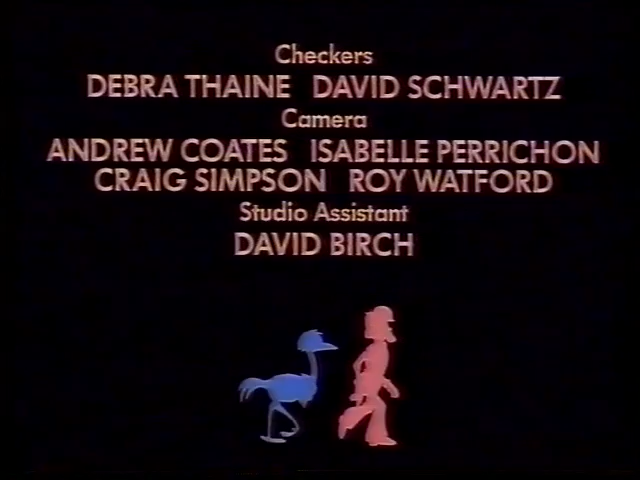 Checkers
DEBRA THAINE DAVID SCHWARTZ
Camera
ANDREW COATES ISABELLE PERRICHON
CRAIG SIMPSON ROY WATFORD
Studio Assistant
DAVID BIRCH